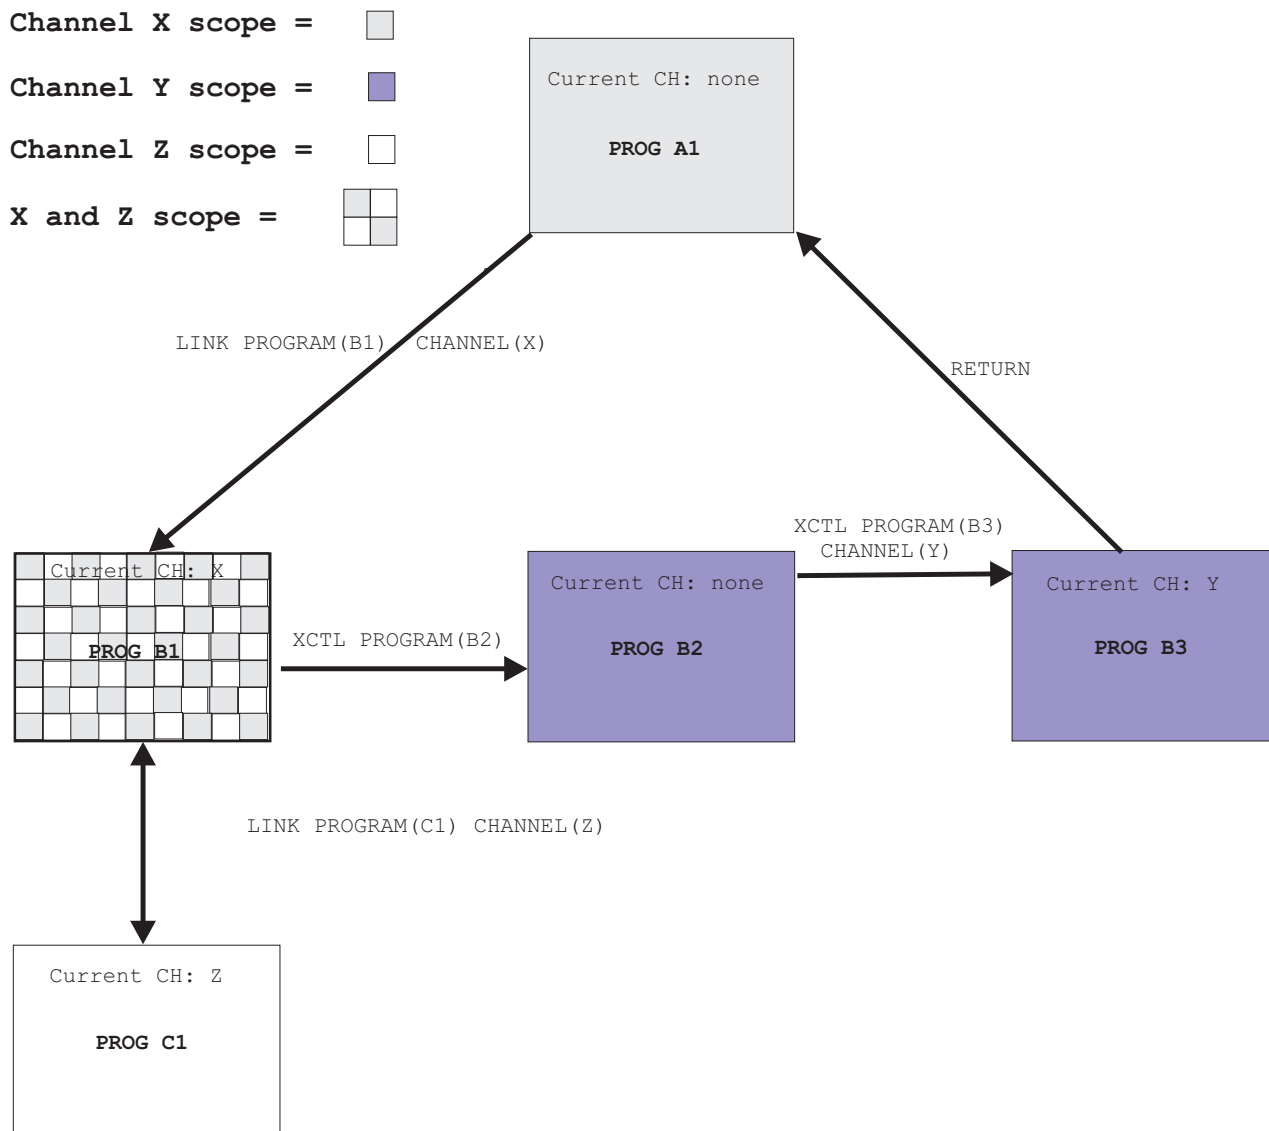 Channel X scope =
Channel Y scope =
Channel Z scope =
X and Z scope =
Current CH: none
PROG A1
LINK PROGRAM(B1) CHANNEL(X)
RETURN
Current CH: X
PROG B1
XCTL PROGRAM(B2)
Current CH: none
PROG B2
XCTL PROGRAM(B3)
CHANNEL(Y)
Current CH: Y
PROG B3
LINK PROGRAM(C1) CHANNEL(Z)
Current CH: Z
PROG C1